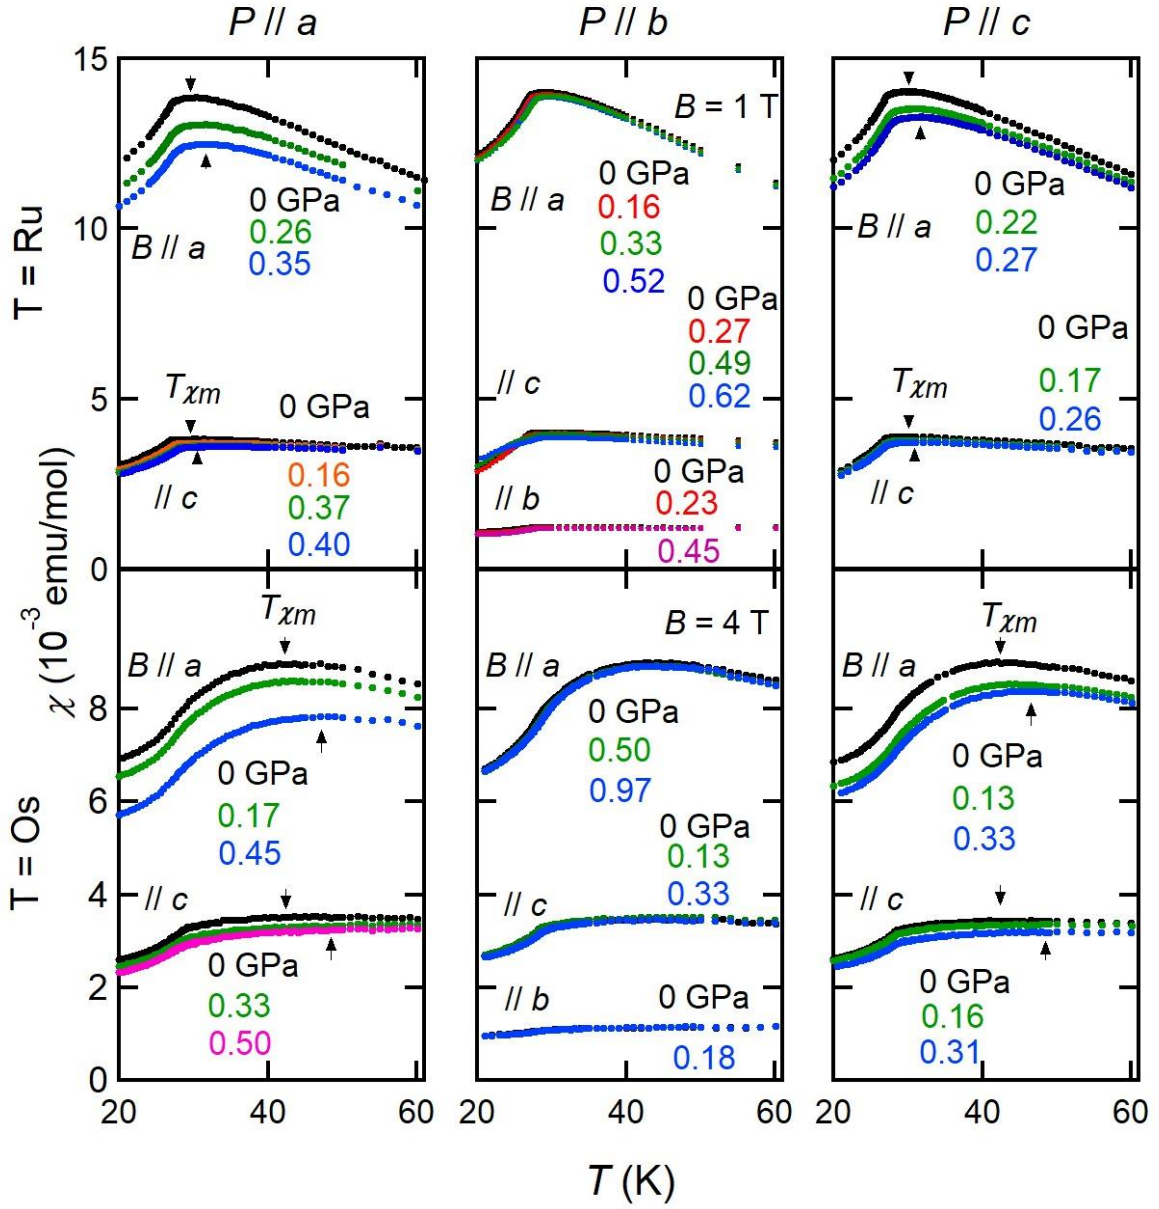 P // a
P // b
P // c
T = Ru
T = Os
χ (10⁻³ emu/mol)
15
10
5
0
B // a
0 GPa
0.26
0.35
Tχm
0 GPa
// c
0.16
0.37
0.40
B = 1 T
B // a
0 GPa
0.16
0.33
0.52
0 GPa
0.27
0.49
0.62
// c
0 GPa
0.23
// b
0.45
0 GPa
0.22
0.27
B // a
0 GPa
0.17
0.26
Tχm
// c
8
6
4
2
0
Tχm
B // a
0 GPa
0.17
0.45
// c
0 GPa
0.33
0.50
B = 4 T
B // a
0 GPa
0.50
0.97
0 GPa
0.13
0.33
// c
// b
0 GPa
0.18
Tχm
B // a
0 GPa
0.13
0.33
// c
0 GPa
0.16
0.31
20 40 60
20 40 60
20 40 60
T (K)